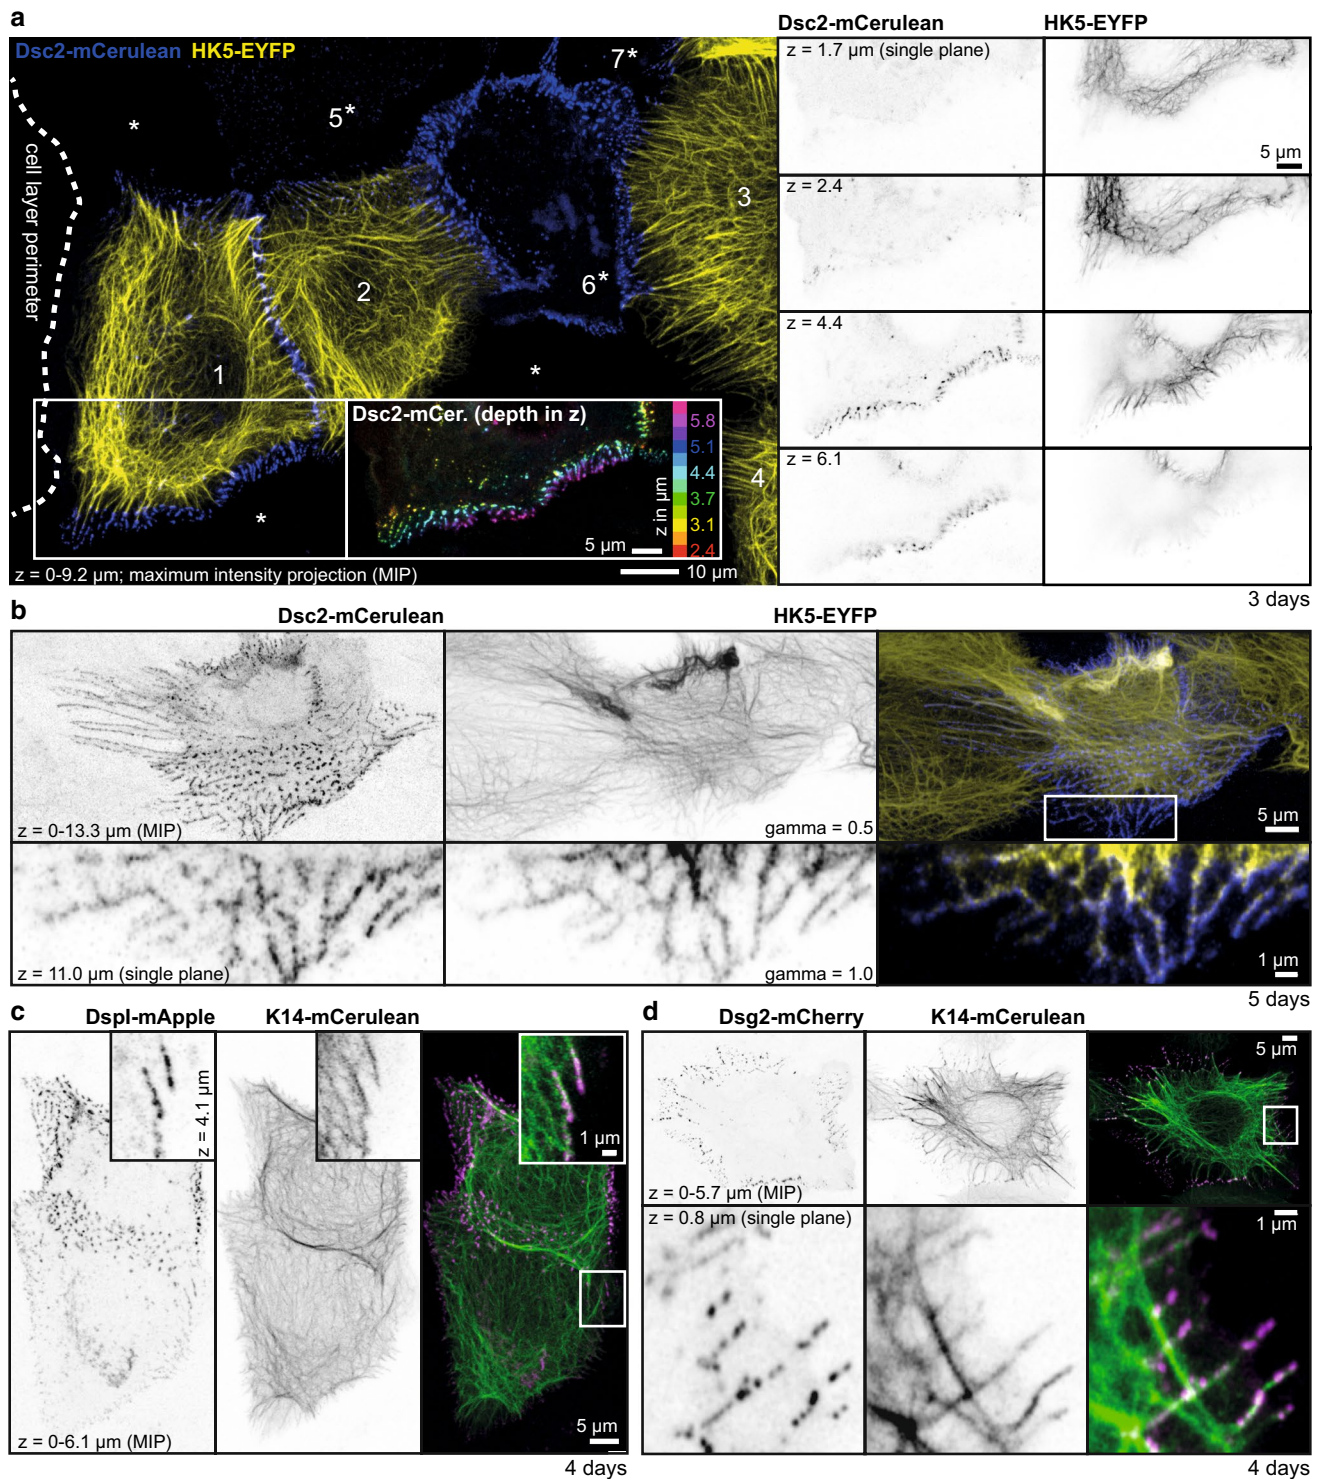 a
Dsc2-mCerulean HK5-EYFP
Dsc2-mCerulean HK5-EYFP
cell layer perimeter
*
5*
7*
6*
3
2
1
*
4
*
Dsc2-mCer. (depth in z)
5.8
5.1
4.4
3.7
3.1
2.4
z in µm
5 µm
z = 0-9.2 µm; maximum intensity projection (MIP)
10 µm
z = 1.7 µm (single plane)
5 µm
z = 2.4
z = 4.4
z = 6.1
3 days
b
Dsc2-mCerulean HK5-EYFP
z = 0-13.3 µm (MIP)
gamma = 0.5
5 µm
z = 11.0 µm (single plane)
gamma = 1.0
1 µm
5 days
c
DspI-mApple K14-mCerulean
z = 4.1 µm
1 µm
z = 0-6.1 µm (MIP)
5 µm
4 days
d
Dsg2-mCherry K14-mCerulean
5 µm
z = 0-5.7 µm (MIP)
z = 0.8 µm (single plane)
1 µm
4 days